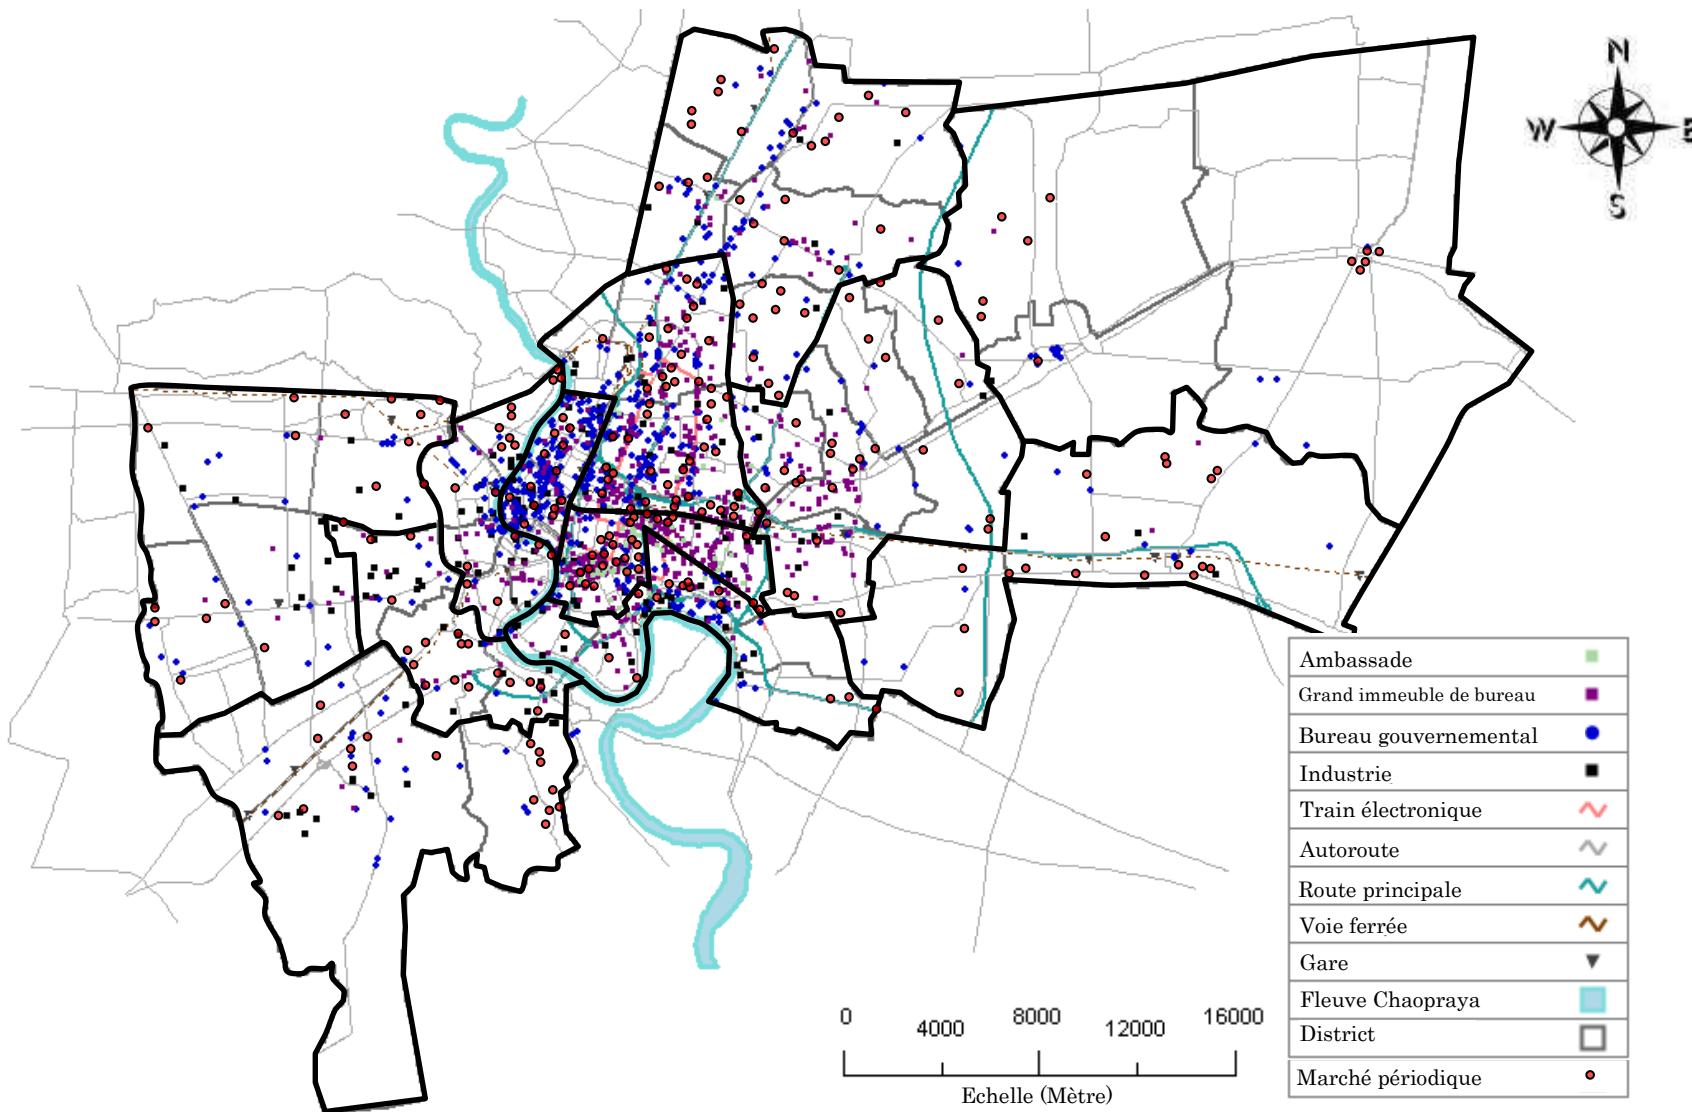 N
W
E
S
Ambassade
Grand immeuble de bureau
Bureau gouvernemental
Industrie
Train électronique
Autoroute
Route principale
Voie ferrée
Gare
Fleuve Chaopraya
District
Marché périodique
0 4000 8000 12000 16000
Echelle (Mètre)